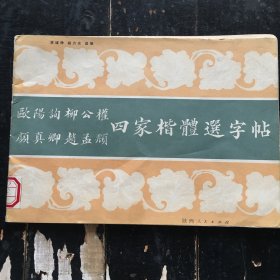 歐陽詢柳公權
顏真卿趙孟頫
四家楷體選字帖
陕西人民出版社